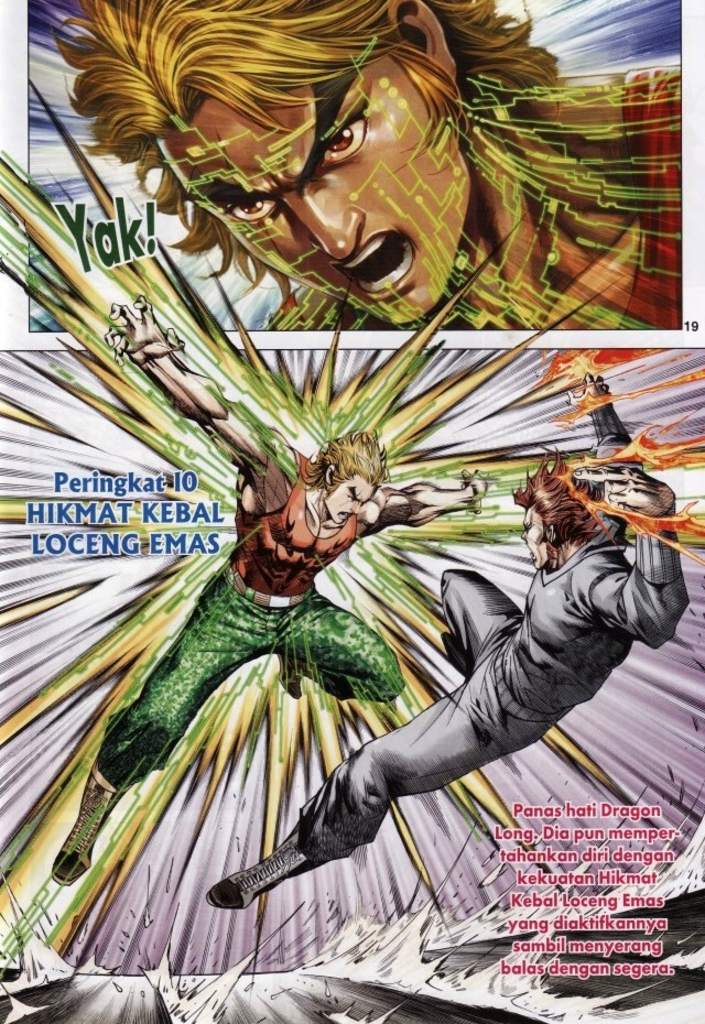 Yak!
19
Peringkat 10
HIKMAT KEBAL
LOCENG EMAS
Panas hati Dragon
Long, Dia pun memper-
tahankan diri dengan
kekuatan Hikmat
Kebal Loceng Emas
yang diaktifkannya
sambil menyerang
balas dengan segera.